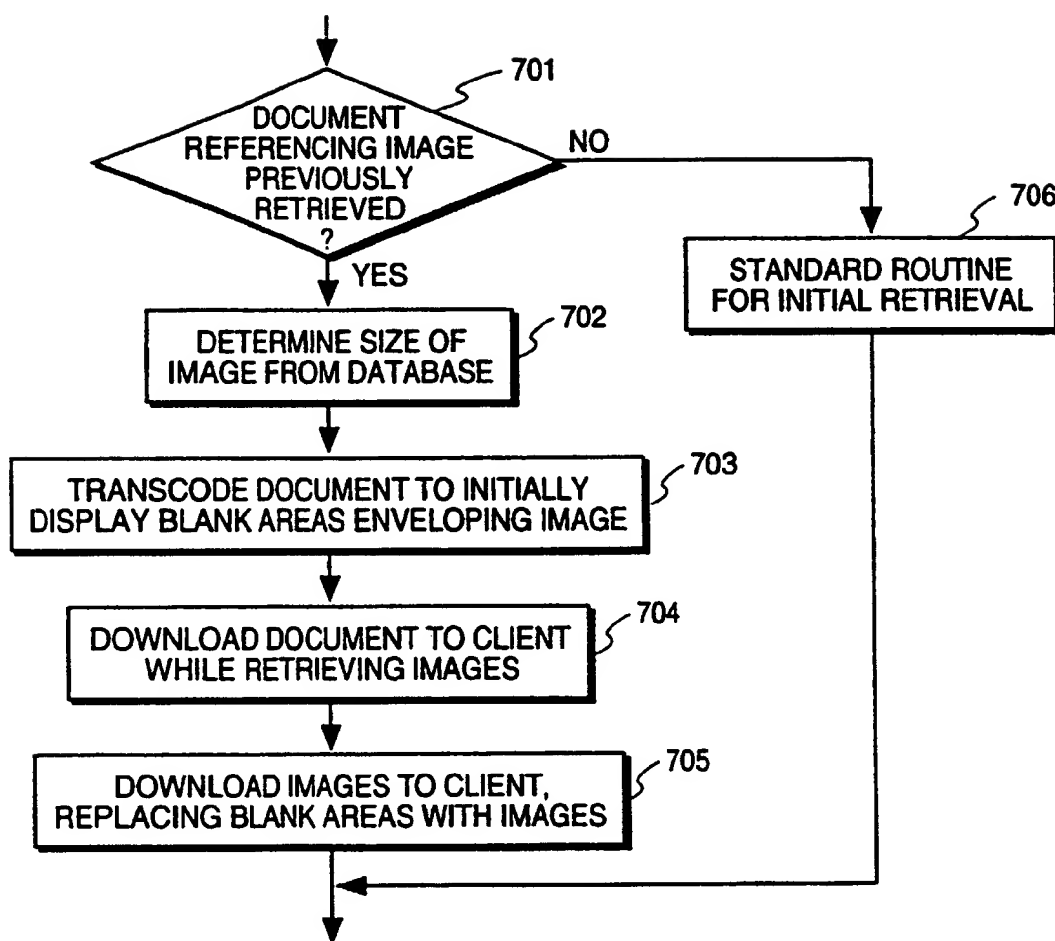 701
DOCUMENT
REFERENCING IMAGE
PREVIOUSLY
RETRIEVED
?
NO
YES
706
STANDARD ROUTINE
FOR INITIAL RETRIEVAL
702
DETERMINE SIZE OF
IMAGE FROM DATABASE
703
TRANSCODE DOCUMENT TO INITIALLY
DISPLAY BLANK AREAS ENVELOPING IMAGE
704
DOWNLOAD DOCUMENT TO CLIENT
WHILE RETRIEVING IMAGES
705
DOWNLOAD IMAGES TO CLIENT,
REPLACING BLANK AREAS WITH IMAGES